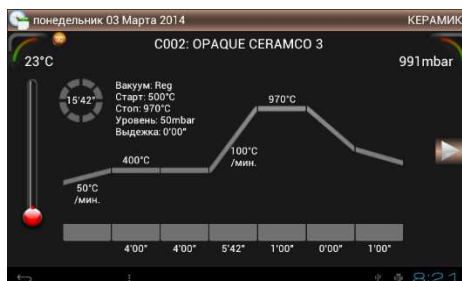 понедельник 03 Марта 2014
КЕРАМИК
C002: OPAQUE CERAMCO 3
23°C
991mbar
15'42"
Вакуум: Reg
Старт: 500°C
Стоп: 970°C
Уровень: 50mbar
Выдежка: 0'00"
970°C
400°C
100°C
/мин.
50°C
/мин.
4'00" 4'00" 5'42" 1'00" 0'00" 1'00"
8:21